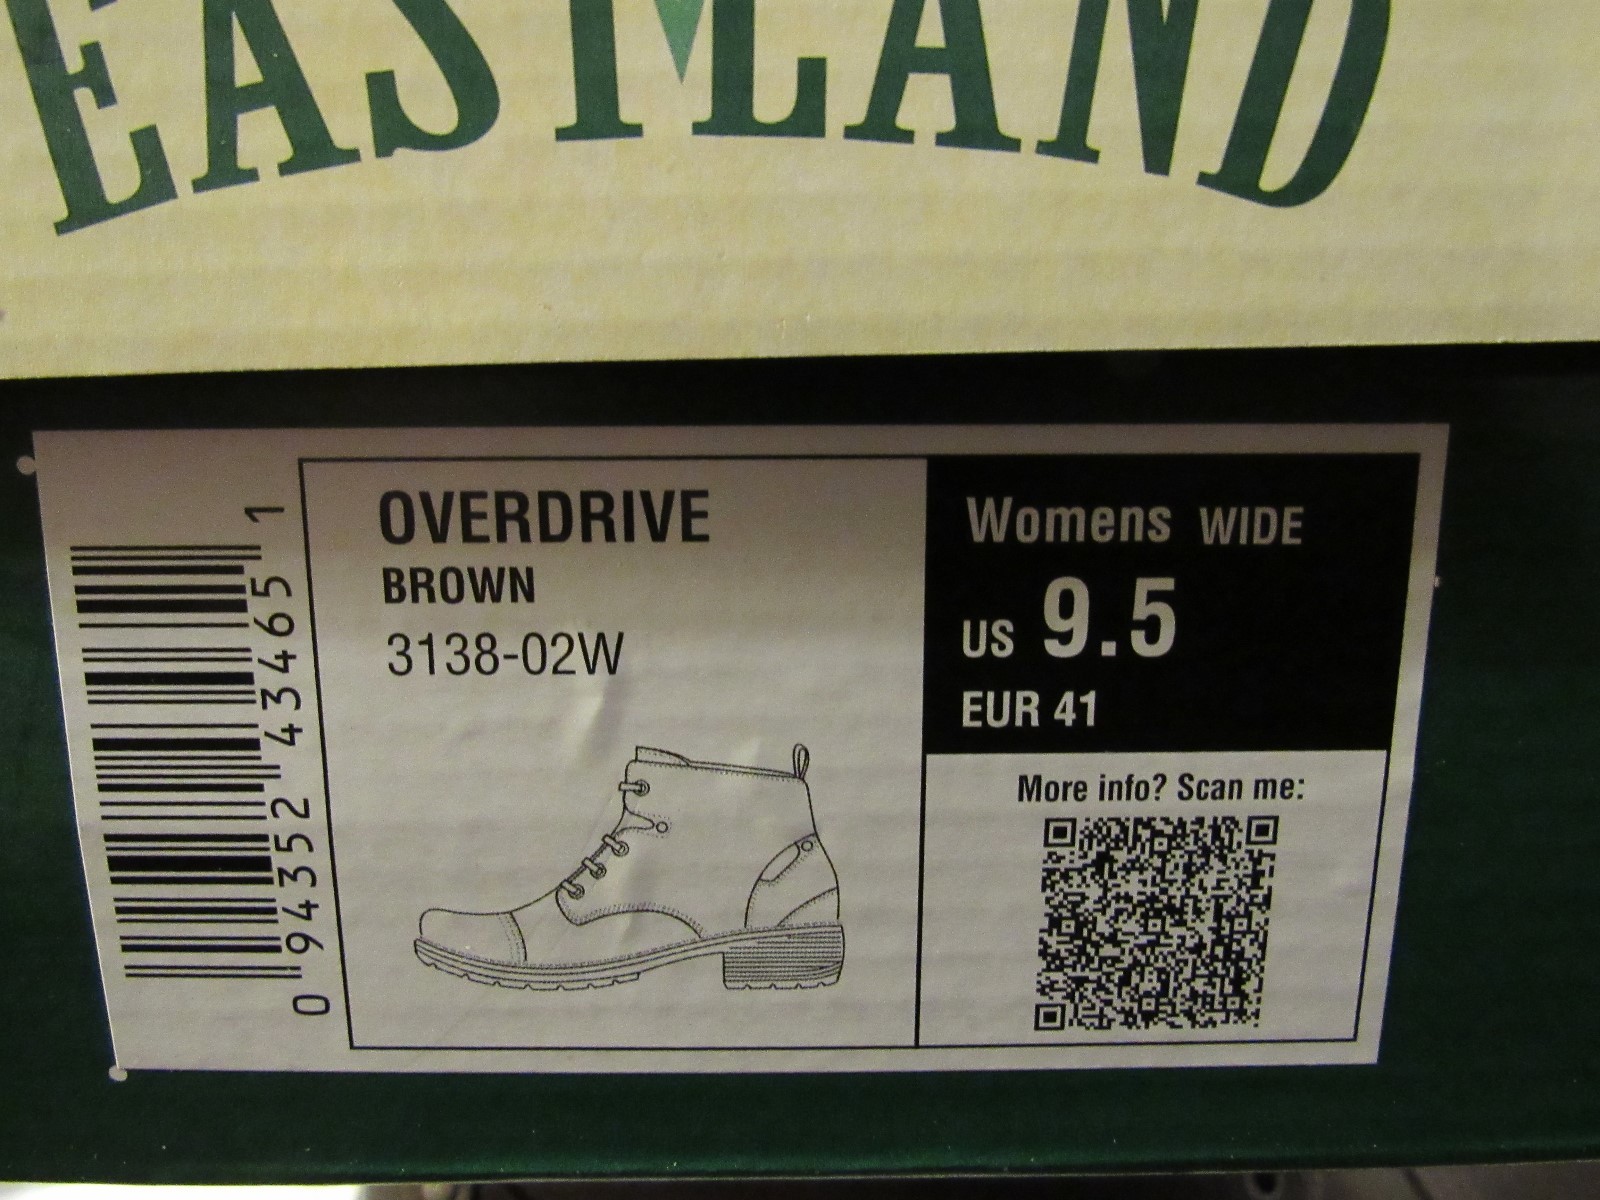 EASTLAND
OVERDRIVE
BROWN
3138-02W
Womens WIDE
US 9.5
EUR 41
More info? Scan me:
0 94352 43465 1